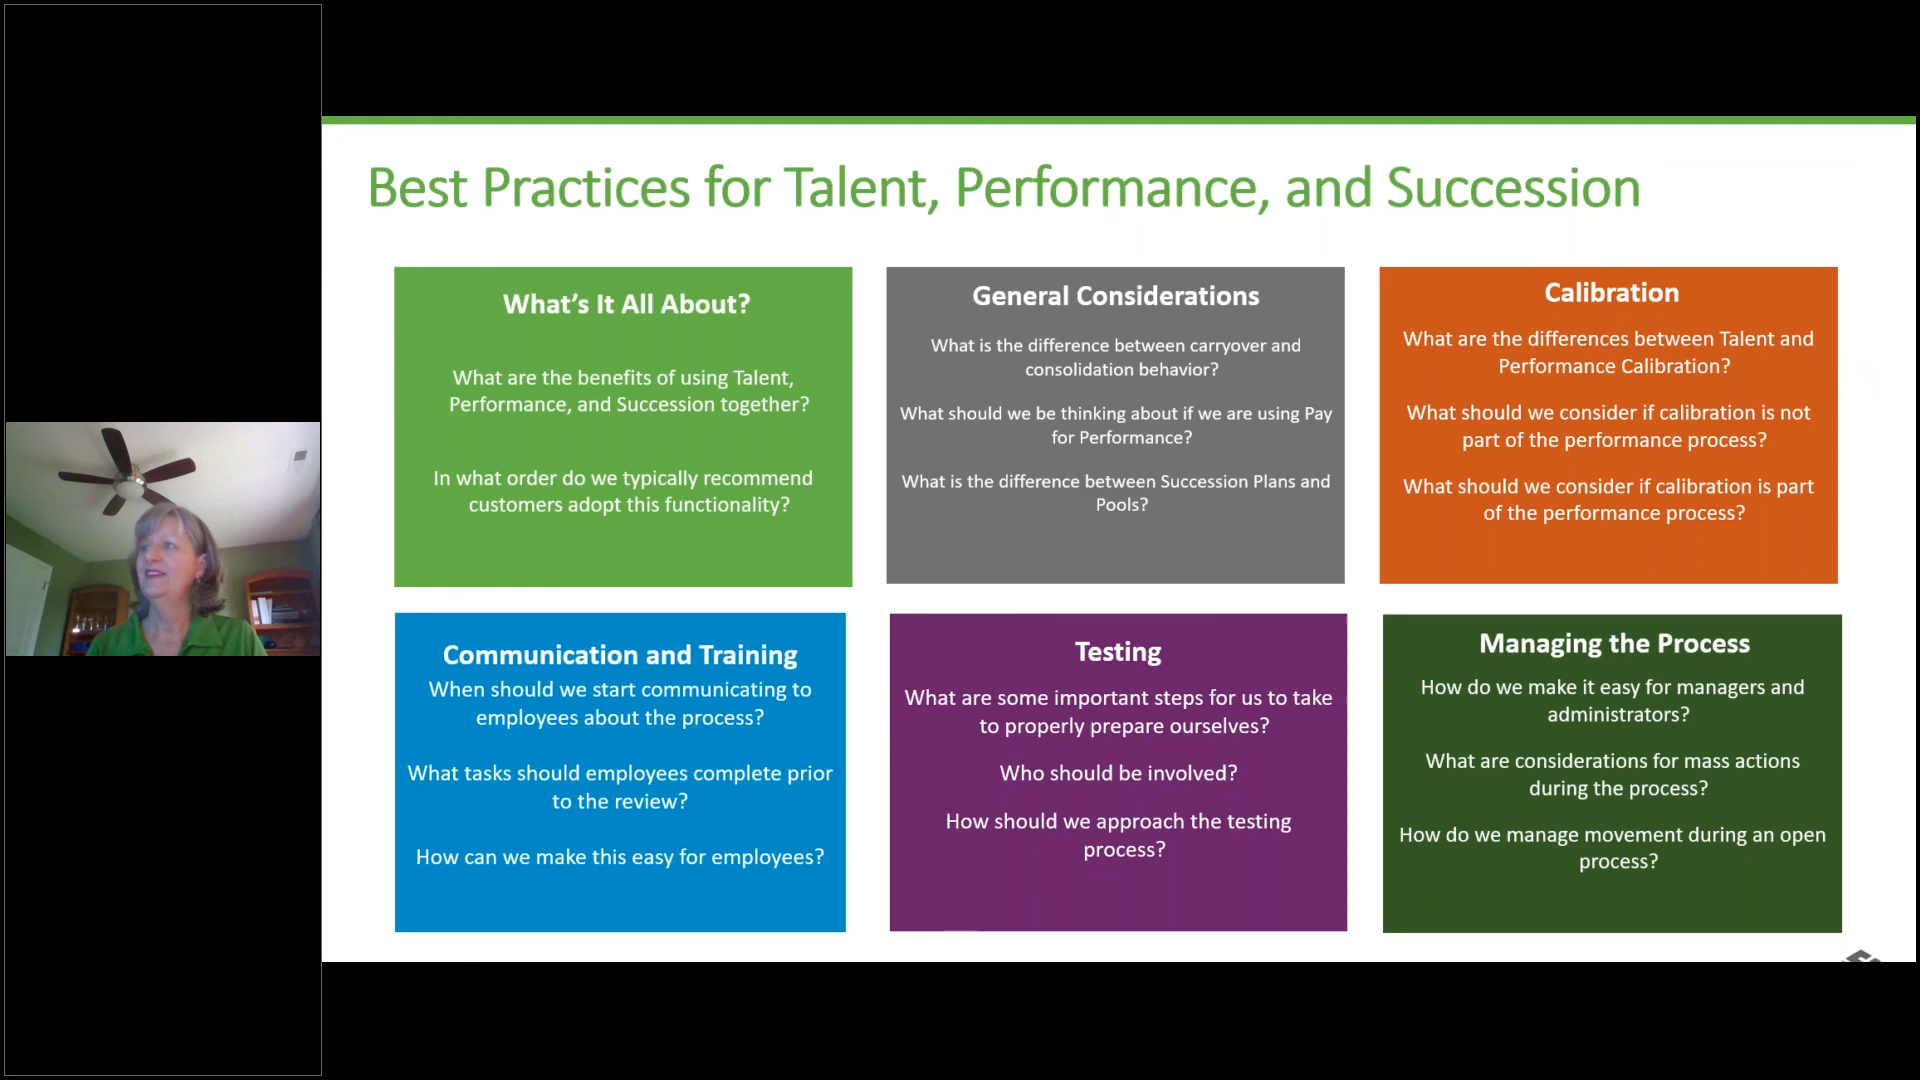 Best Practices for Talent, Performance, and Succession
What's It All About?
What are the benefits of using Talent,
Performance, and Succession together?
In what order do we typically recommend
customers adopt this functionality?
General Considerations
What is the difference between carryover and
consolidation behavior?
What should we be thinking about if we are using Pay
for Performance?
What is the difference between Succession Plans and
Pools?
Calibration
What are the differences between Talent and
Performance Calibration?
What should we consider if calibration is not
part of the performance process?
What should we consider if calibration is part
of the performance process?
Communication and Training
When should we start communicating to
employees about the process?
What tasks should employees complete prior
to the review?
How can we make this easy for employees?
Testing
What are some important steps for us to take
to properly prepare ourselves?
Who should be involved?
How should we approach the testing
process?
Managing the Process
How do we make it easy for managers and
administrators?
What are considerations for mass actions
during the process?
How do we manage movement during an open
process?